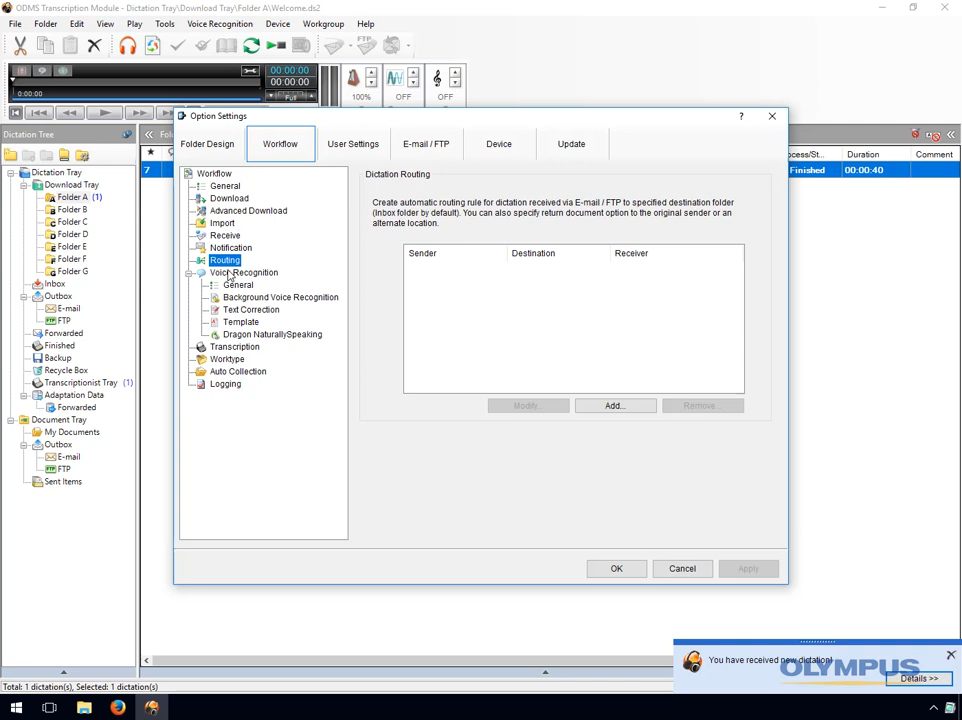 ODMS Transcription Module - Dictation Tray\Download Tray\Folder A\Welcome.ds2
File Folder Edit View Play Tools Voice Recognition Device Workgroup Help
FTP
00:00:00
00:00:00
0:00:00
Full
100% OFF OFF
Dictation Tree
Dictation Tray
Download Tray
Folder A (1)
Folder B
Folder C
Folder D
Folder E
Folder F
Folder G
Inbox
Outbox
E-mail
FTP FTP
Forwarded
Finished
Backup
Recycle Box
Transcriptionist Tray (1)
Adaptation Data
Forwarded
Document Tray
My Documents
Outbox
E-mail
FTP FTP
Sent Items
Total: 1 dictation(s), Selected: 1 dictation(s)
7
Option Settings
?
Folder Design Workflow User Settings E-mail / FTP Device Update
Workflow
General
Download
Advanced Download
Import
Receive
Notification
Routing
Voice Recognition
General
Background Voice Recognition
Text Correction
Template
Dragon NaturallySpeaking
Transcription
Worktype
Auto Collection
Logging
Dictation Routing
Create automatic routing rule for dictation received via E-mail / FTP to specified destination folder
(Inbox folder by default). You can also specify return document option to the original sender or an
alternate location.
Sender Destination Receiver
Modify... Add... Remove...
OK Cancel Apply
Duration Comment
Finished 00:00:40
You have received new dictation!
OLYMPUS
Details >>